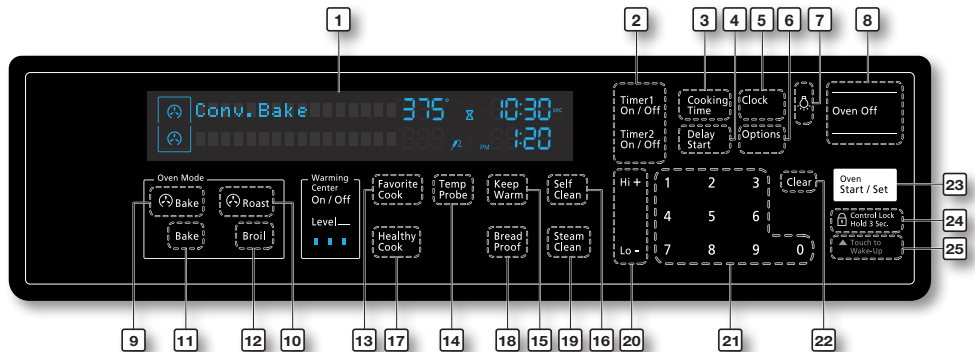 1
2
3
4
5
6
7
8
Conv.Bake 375° 10:30 sec
2 PM 1:20
Timer1
On / Off
Timer2
On / Off
Cooking
Time
Clock
Delay
Start
Options
Oven Off
Oven Mode
Bake
Roast
Bake
Broil
Warming
Center
On / Off
Level
Favorite
Cook
Temp
Probe
Keep
Warm
Self
Clean
Healthy
Cook
Bread
Proof
Steam
Clean
Hi +
Lo -
1 2 3
4 5 6
7 8 9 0
Clear
Oven
Start / Set
Control Lock
Hold 3 Sec.
Touch to
Wake-Up
23
24
25
9
11
12
10
13
17
14
18
15
19
16
20
21
22